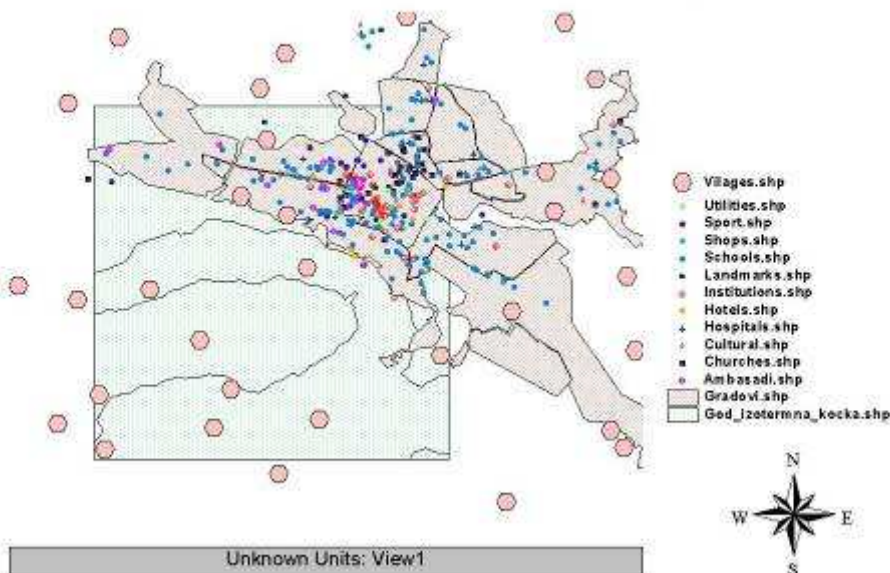 Vilages.shp
Utilities.shp
Sport.shp
Shops.shp
Schools.shp
Landmarks.shp
Institutions.shp
Hotels.shp
Hospitals.shp
Cultural.shp
Churches.shp
Ambasadi.shp
Gradovi.shp
God_izotermna_kocka.shp
N
W E
S
Unknown Units: View1